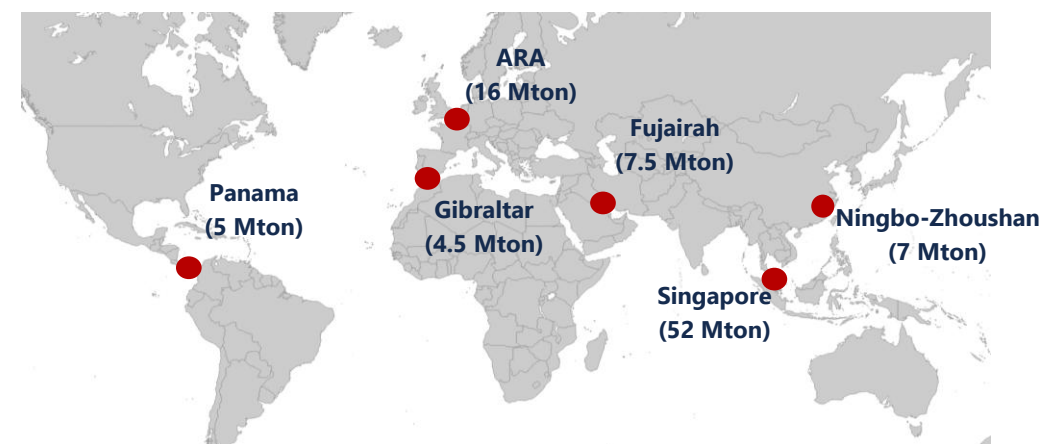 ARA
(16 Mton)
Fujairah
(7.5 Mton)
Panama
(5 Mton)
Gibraltar
(4.5 Mton)
Ningbo-Zhoushan
(7 Mton)
Singapore
(52 Mton)